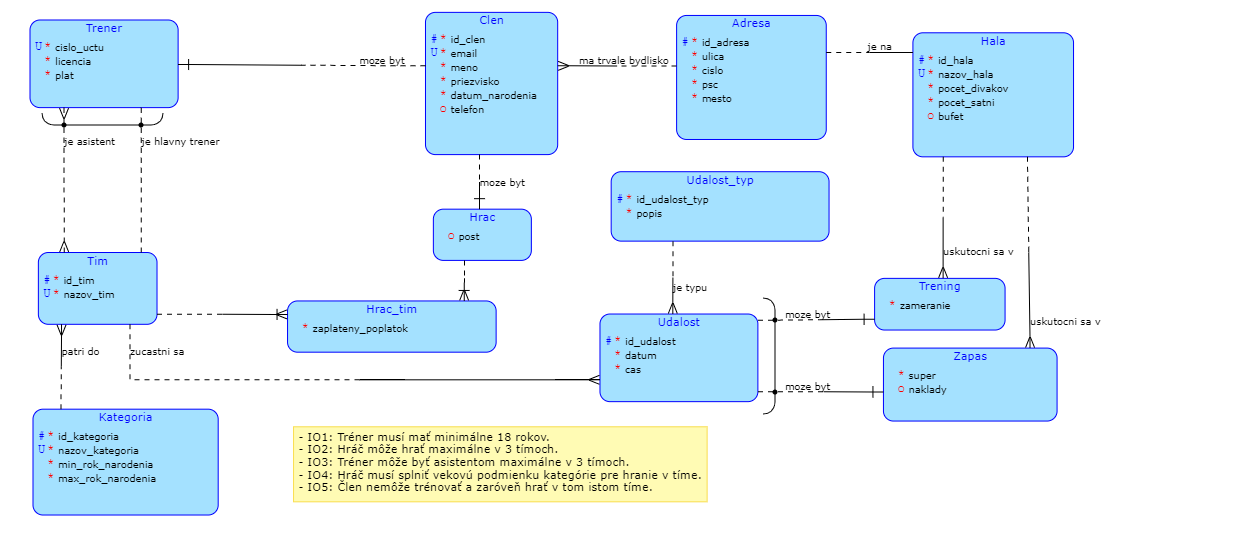 Trener
U * cislo_uctu
* licencia
* plat
Clen
# * id_clen
U * email
* meno
* priezvisko
* datum_narodenia
o telefon
Adresa
# * id_adresa
* ulica
* cislo
* psc
* mesto
Hala
# * id_hala
U * nazov_hala
* pocet_divakov
* pocet_satni
o bufet
moze byt
ma trvale bydlisko
je na
je asistent
je hlavny trener
moze byt
Udalost_typ
# * id_udalost_typ
* popis
Hrac
o post
uskutocni sa v
Tim
# * id_tim
U * nazov_tim
Hrac_tim
* zaplateny_poplatok
je typu
Trening
* zameranie
Udalost
# * id_udalost
* datum
* cas
moze byt
uskutocni sa v
patri do
zucastni sa
moze byt
Zapas
* super
o naklady
Kategoria
# * id_kategoria
U * nazov_kategoria
* min_rok_narodenia
* max_rok_narodenia
- IO1: Tréner musí mať minimálne 18 rokov.
- IO2: Hráč môže hrať maximálne v 3 tímoch.
- IO3: Tréner môže byť asistentom maximálne v 3 tímoch.
- IO4: Hráč musí splniť vekovú podmienku kategórie pre hranie v tíme.
- IO5: Člen nemôže trénovať a zaróveň hrať v tom istom tíme.